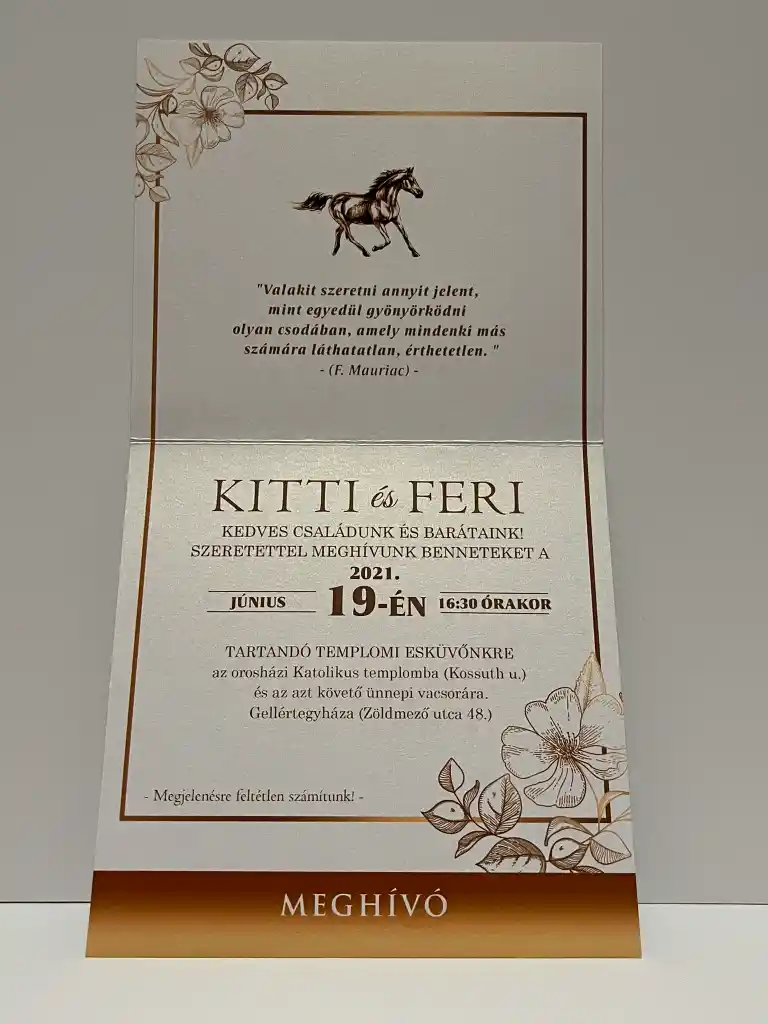 "Valakit szeretni annyit jelent,
mint egyedül gyönyörködni
olyan csodában, amely mindenki más
számára láthatatlan, érthetetlen. "
- (F. Mauriac) -
KITTI és FERI
KEDVES CSALÁDUNK ÉS BARÁTAINK!
SZERETETTEL MEGHÍVUNK BENNETEKET A
2021.
JÚNIUS 19-ÉN 16:30 ÓRAKOR
TARTANDÓ TEMPLOMI ESKÜVŐNKRE
az orosházi Katolikus templomba (Kossuth u.)
és az azt követő ünnepi vacsorára.
Gellértegyháza (Zöldmező utca 48.)
- Megjelenésre feltétlen számítunk! -
MEGHÍVÓ